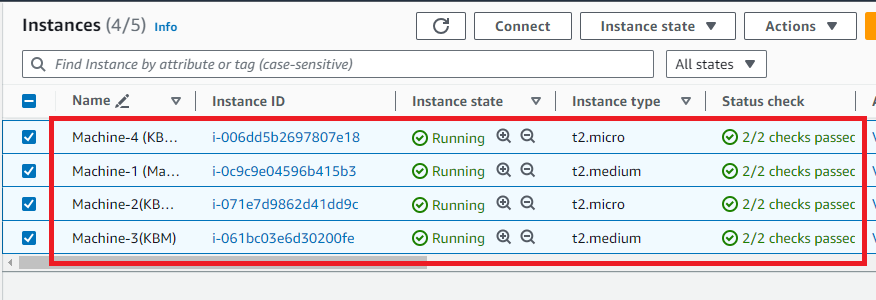 Instances (4/5) Info Connect Instance state Actions
Find Instance by attribute or tag (case-sensitive) All states
Name Instance ID Instance state Instance type Status check
Machine-4 (KB... i-006dd5b2697807e18 Running t2.micro 2/2 checks passec
Machine-1 (Ma... i-0c9c9e04596b415b3 Running t2.medium 2/2 checks passec
Machine-2(KB... i-071e7d9862d41dd9c Running t2.micro 2/2 checks passec
Machine-3(KBM) i-061bc03e6d30200fe Running t2.medium 2/2 checks passec